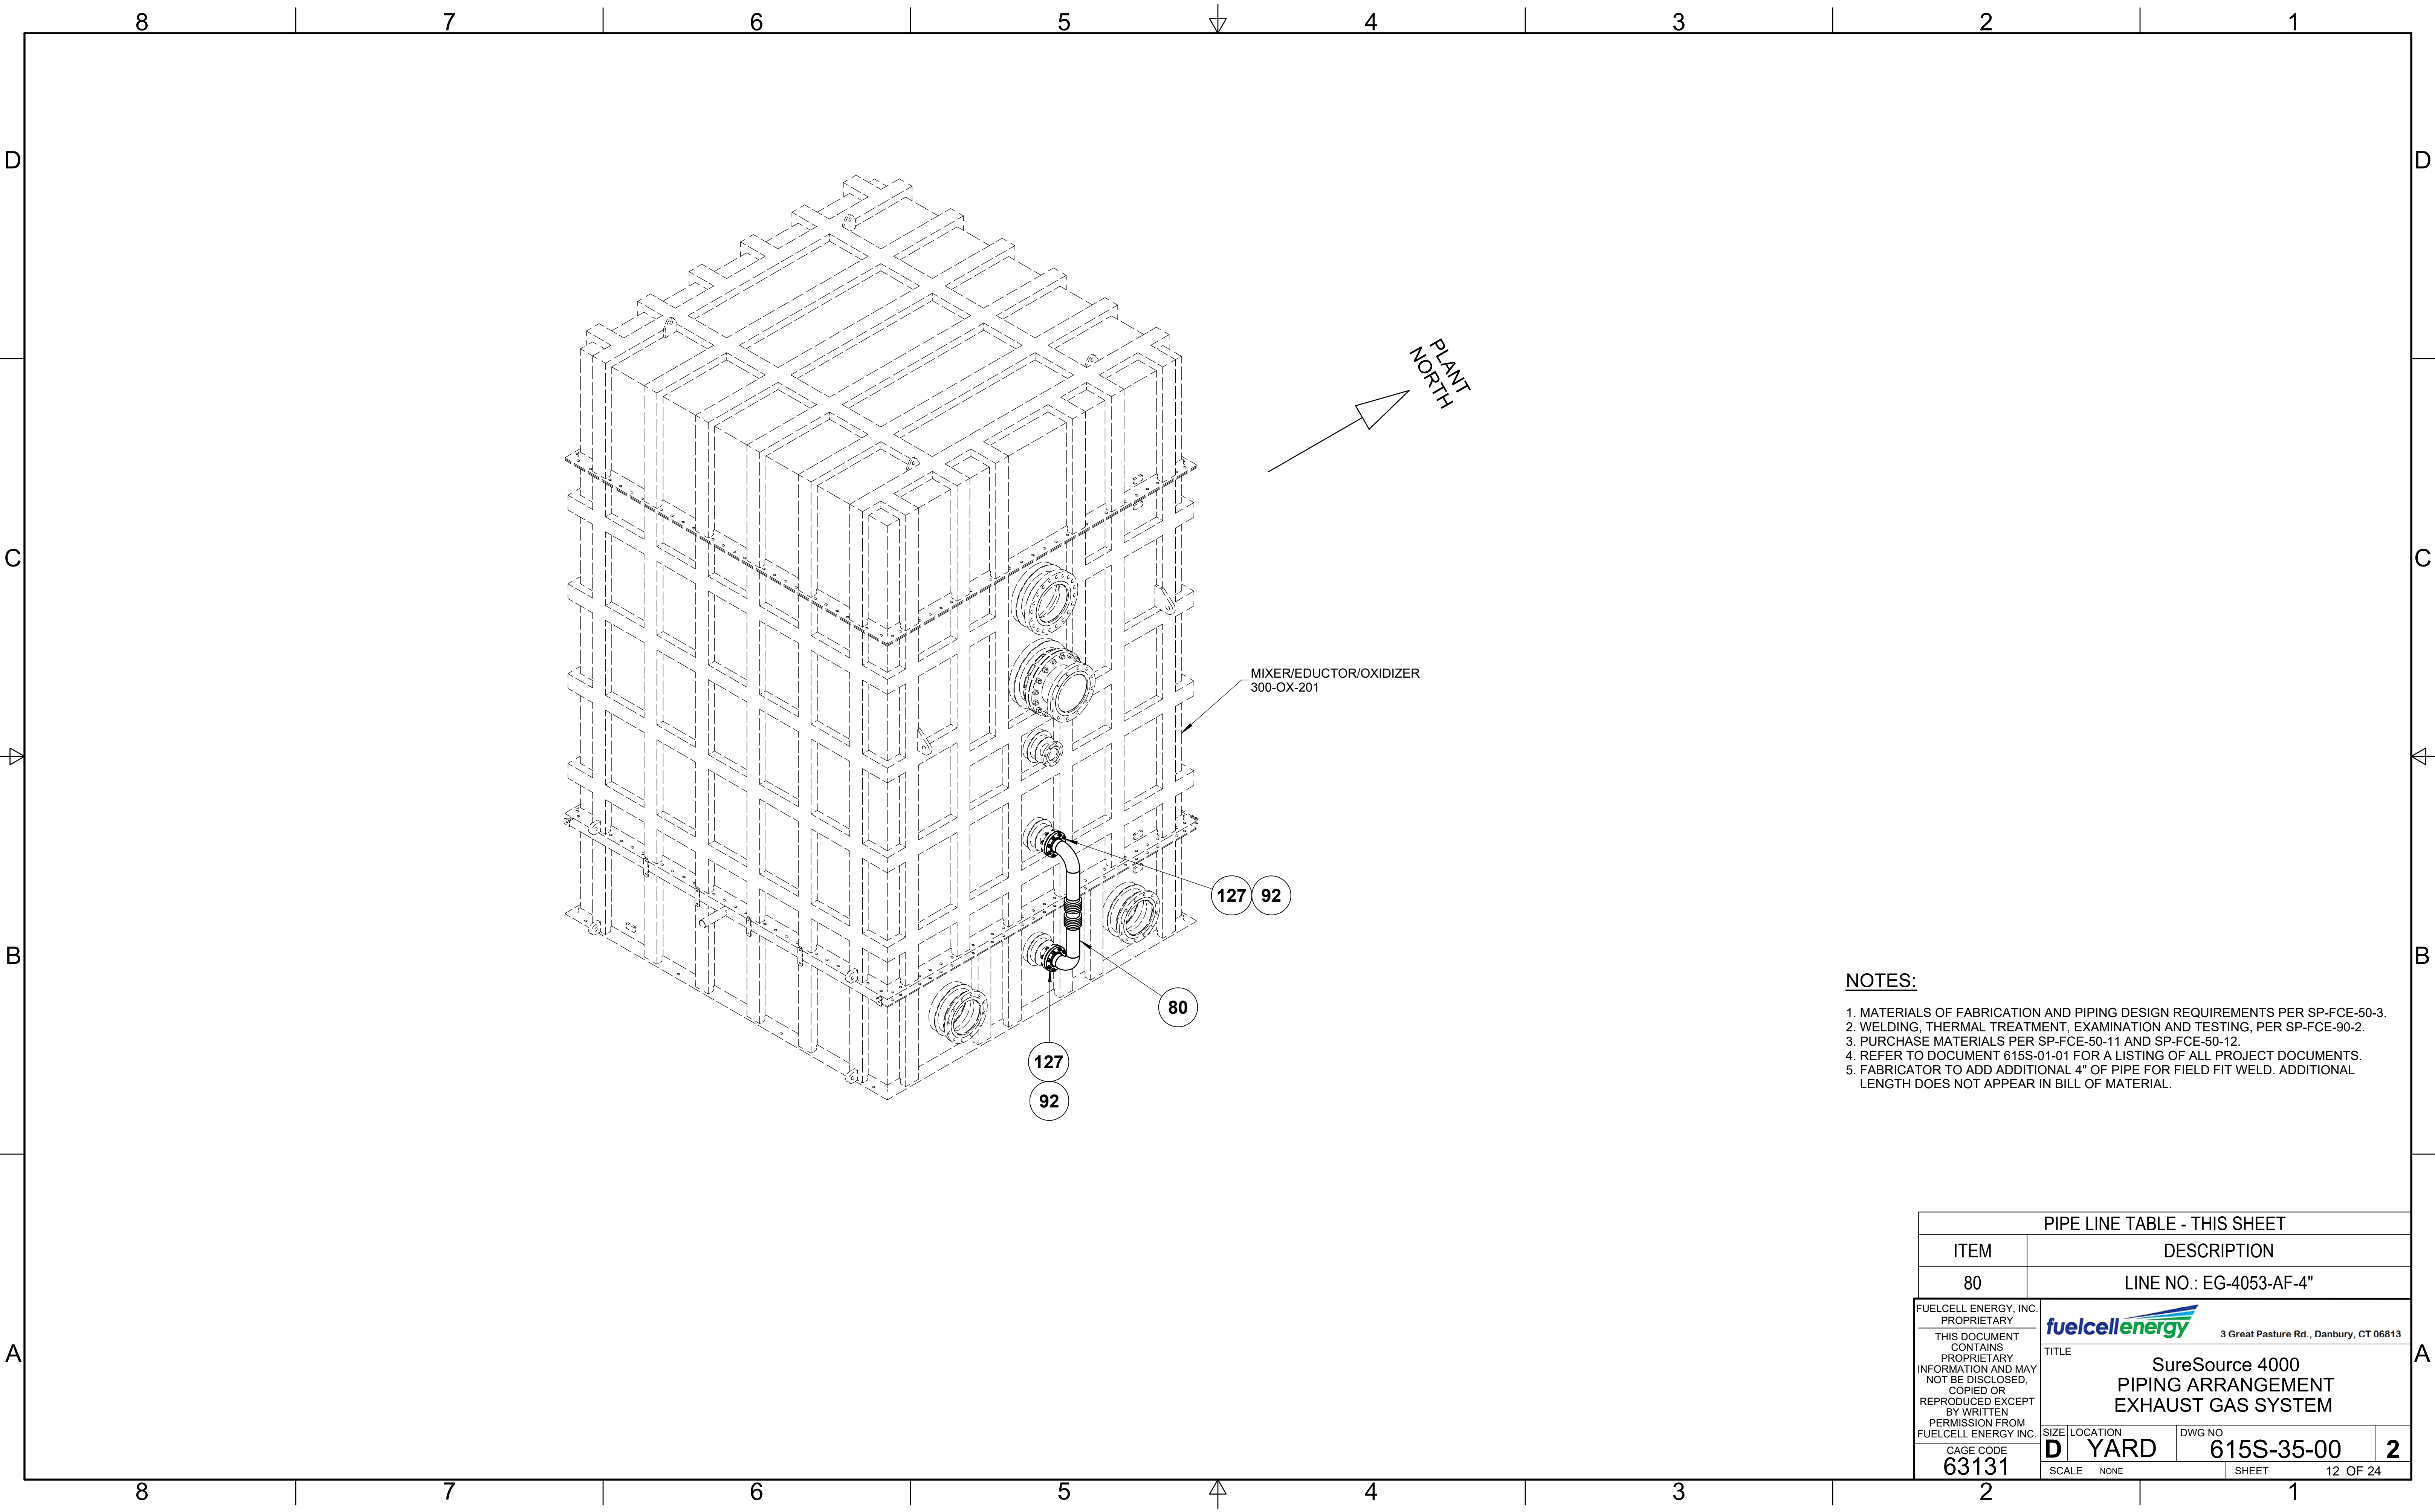 8 7 6 5 4 3 2 1
D D
PLANT
NORTH
C C
MIXER/EDUCTOR/OXIDIZER
300-OX-201
127 92
80
127
92
B B
NOTES:
1. MATERIALS OF FABRICATION AND PIPING DESIGN REQUIREMENTS PER SP-FCE-50-3.
2. WELDING, THERMAL TREATMENT, EXAMINATION AND TESTING, PER SP-FCE-90-2.
3. PURCHASE MATERIALS PER SP-FCE-50-11 AND SP-FCE-50-12.
4. REFER TO DOCUMENT 615S-01-01 FOR A LISTING OF ALL PROJECT DOCUMENTS.
5. FABRICATOR TO ADD ADDITIONAL 4" OF PIPE FOR FIELD FIT WELD. ADDITIONAL
LENGTH DOES NOT APPEAR IN BILL OF MATERIAL.
PIPE LINE TABLE - THIS SHEET
ITEM DESCRIPTION
80 LINE NO.: EG-4053-AF-4"
FUELCELL ENERGY, INC.
PROPRIETARY
THIS DOCUMENT
CONTAINS
PROPRIETARY
INFORMATION AND MAY
NOT BE DISCLOSED,
COPIED OR
REPRODUCED EXCEPT
BY WRITTEN
PERMISSION FROM
FUELCELL ENERGY INC.
CAGE CODE
63131
fuelcellenergy
3 Great Pasture Rd., Danbury, CT 06813
TITLE
SureSource 4000
PIPING ARRANGEMENT
EXHAUST GAS SYSTEM
SIZE LOCATION DWG NO
D YARD 615S-35-00 2
SCALE NONE SHEET 12 OF 24
A A
8 7 6 5 4 3 2 1